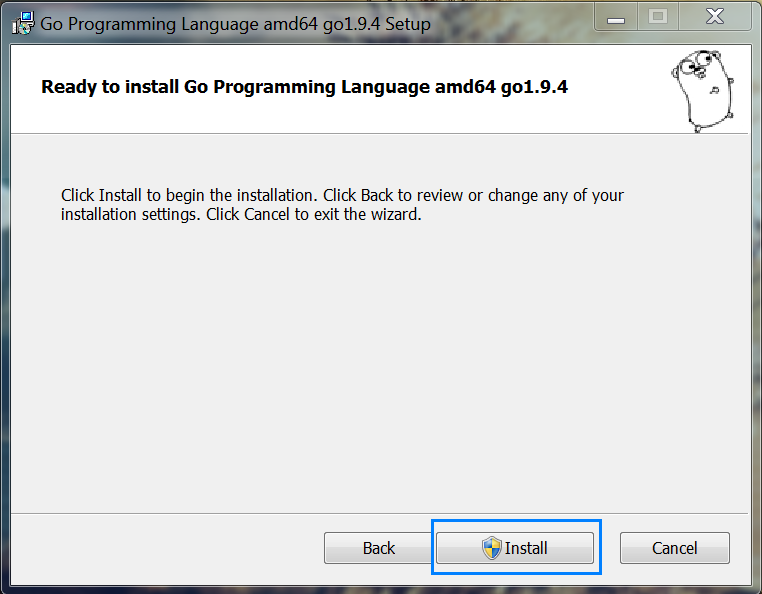 Go Programming Language amd64 go1.9.4 Setup
Ready to install Go Programming Language amd64 go1.9.4
Click Install to begin the installation. Click Back to review or change any of your
installation settings. Click Cancel to exit the wizard.
Back
Install
Cancel